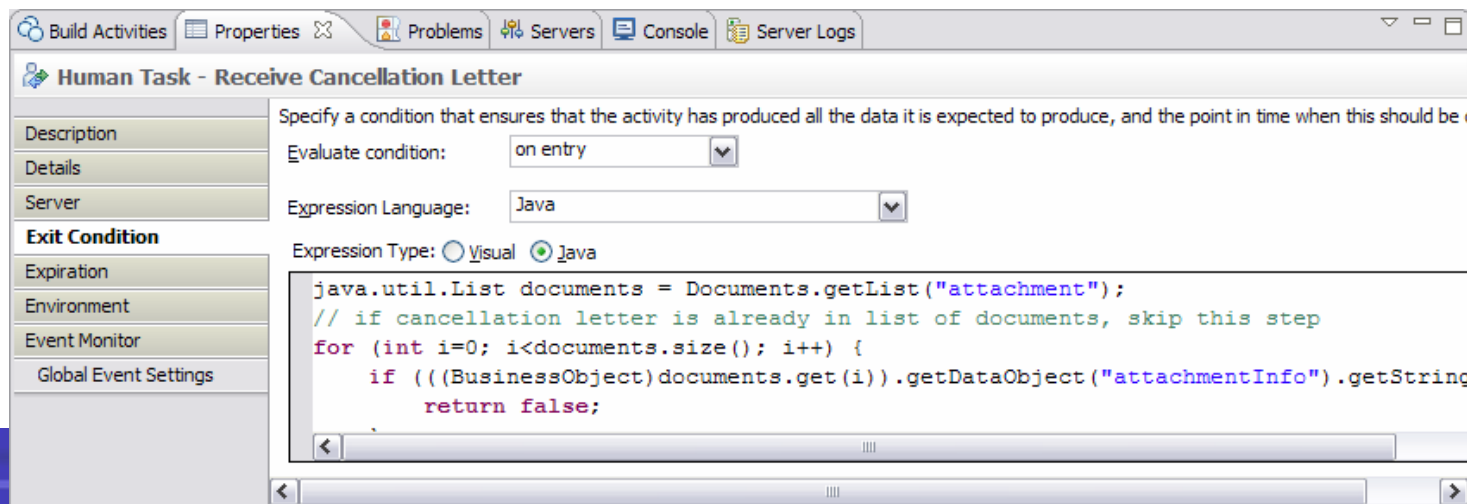 Build Activities Properties Problems Servers Console Server Logs
Human Task - Receive Cancellation Letter
Specify a condition that ensures that the activity has produced all the data it is expected to produce, and the point in time when this should be
Description
Details
Server
Exit Condition
Expiration
Environment
Event Monitor
Global Event Settings
Evaluate condition: on entry
Expression Language: Java
Expression Type: Visual Java
java.util.List documents = Documents.getList("attachment");
// if cancellation letter is already in list of documents, skip this step
for (int i=0; i<documents.size(); i++) {
if (((BusinessObject)documents.get(i)).getDataObject("attachmentInfo").getString
return false;